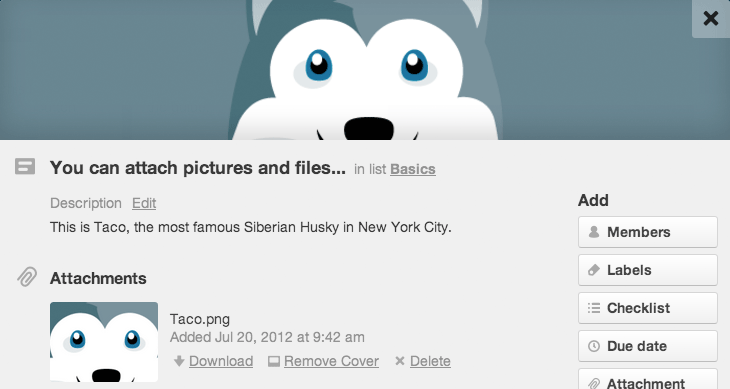 You can attach pictures and files... in list Basics
Description Edit
This is Taco, the most famous Siberian Husky in New York City.
Attachments
Taco.png
Added Jul 20, 2012 at 9:42 am
Download Remove Cover Delete
Add
Members
Labels
Checklist
Due date
Attachment